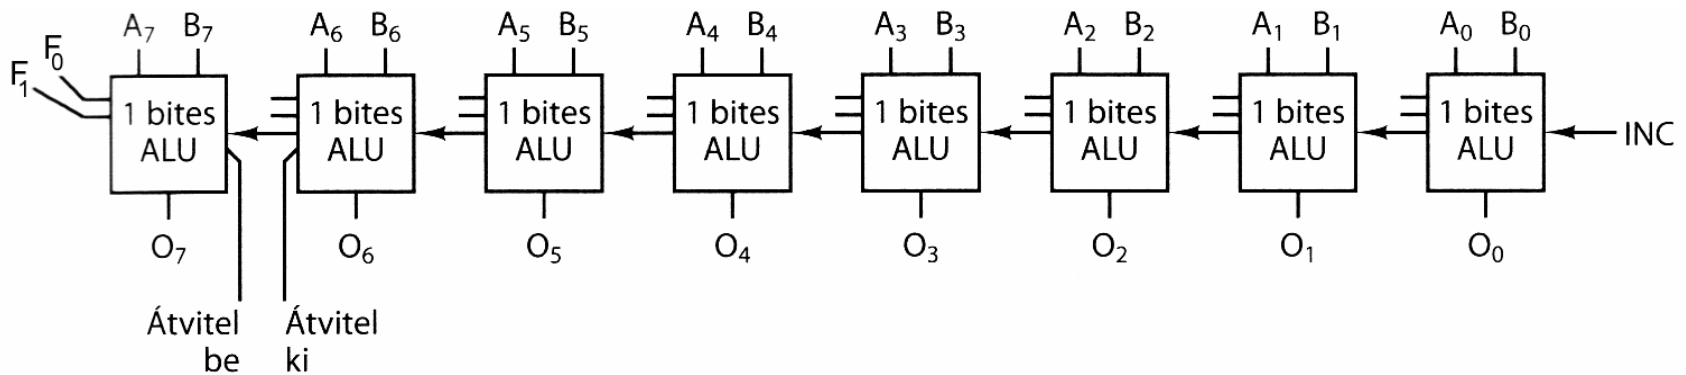 A₇ B₇ A₆ B₆ A₅ B₅ A₄ B₄ A₃ B₃ A₂ B₂ A₁ B₁ A₀ B₀
F₀
F₁
1 bites 1 bites 1 bites 1 bites 1 bites 1 bites 1 bites 1 bites
INC
ALU ALU ALU ALU ALU ALU ALU ALU
O₇ O₆ O₅ O₄ O₃ O₂ O₁ O₀
Átvitel Átvitel
be ki